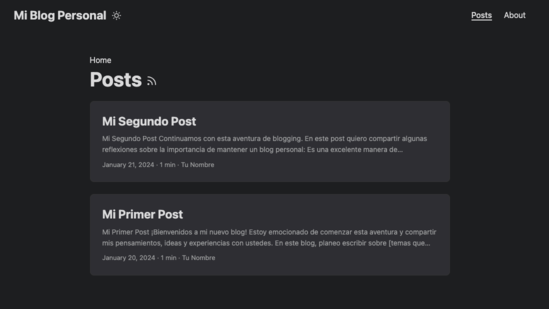 Mi Blog Personal
Posts
About
Home
Posts
Mi Segundo Post
Mi Segundo Post Continuamos con esta aventura de blogging. En este post quiero compartir algunas
reflexiones sobre la importancia de mantener un blog personal: Es una excelente manera de...
January 21, 2024 · 1 min · Tu Nombre
Mi Primer Post
Mi Primer Post ¡Bienvenidos a mi nuevo blog! Estoy emocionado de comenzar esta aventura y compartir
mis pensamientos, ideas y experiencias con ustedes. En este blog, planeo escribir sobre [temas que...
January 20, 2024 · 1 min · Tu Nombre